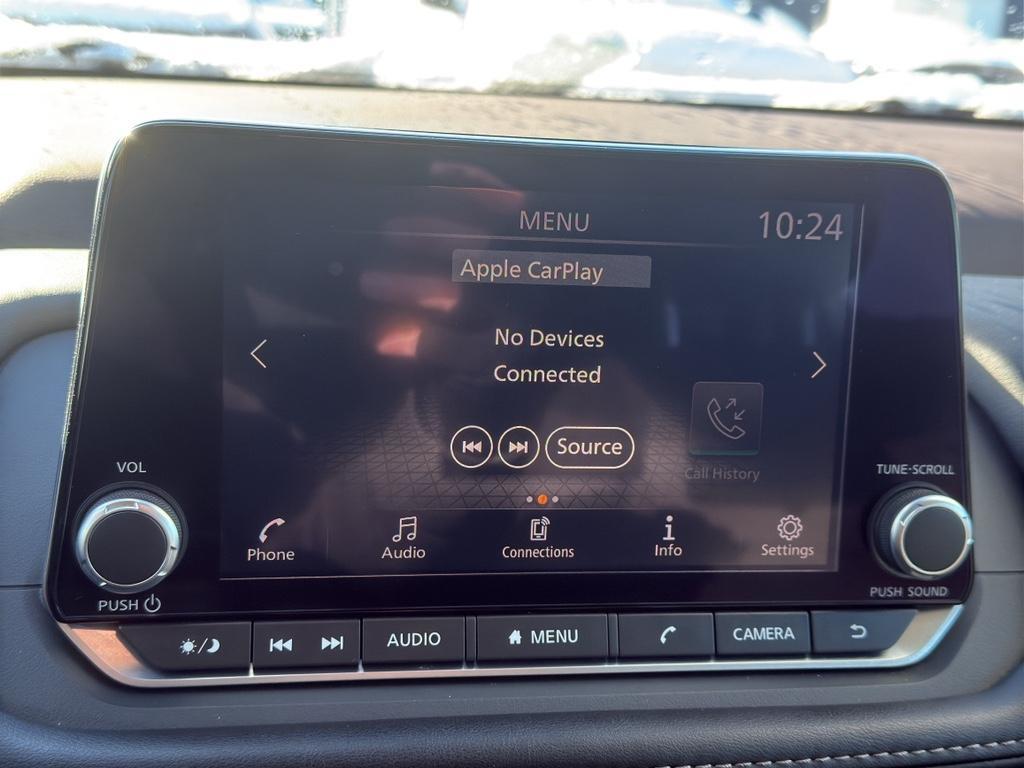 MENU
10:24
Apple CarPlay
No Devices
Connected
Source
Call History
VOL
TUNE·SCROLL
Phone
Audio
Connections
Info
Settings
PUSH
PUSH SOUND
AUDIO
MENU
CAMERA